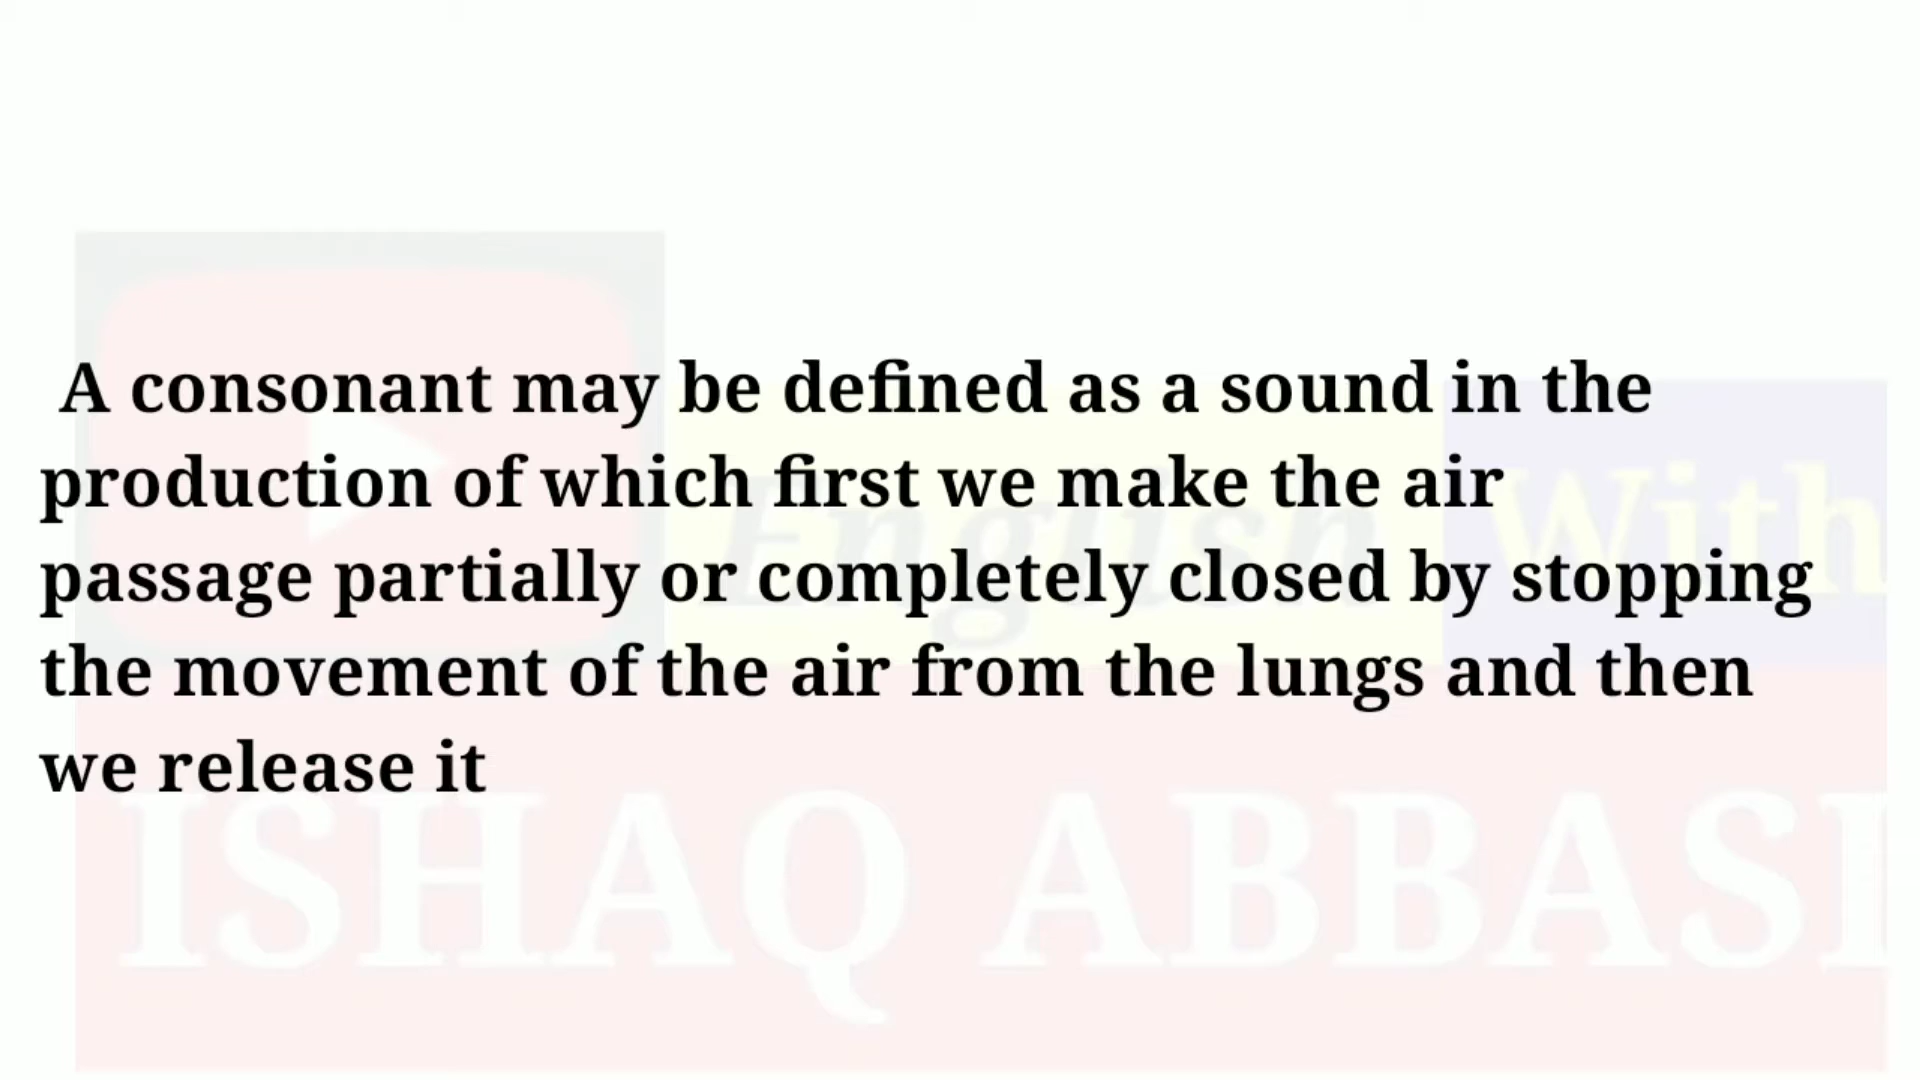 A consonant may be defined as a sound in the
production of which first we make the air
passage partially or completely closed by stopping
the movement of the air from the lungs and then
we release it
English With
ISHAQ ABBASI